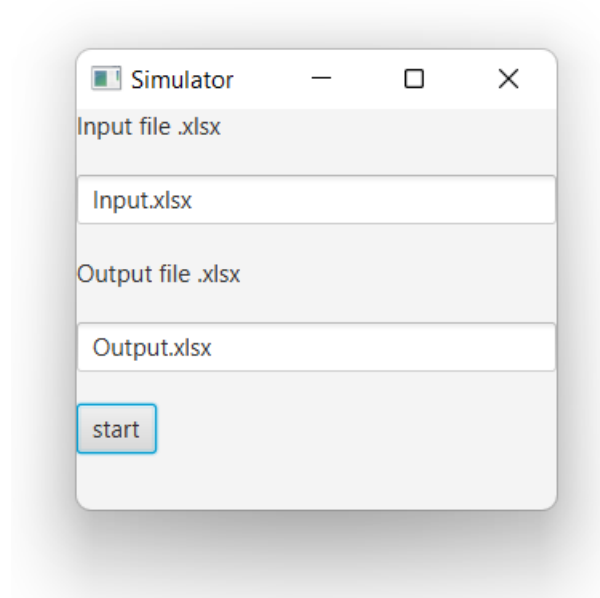 Simulator
Input file .xlsx
Input.xlsx
Output file .xlsx
Output.xlsx
start